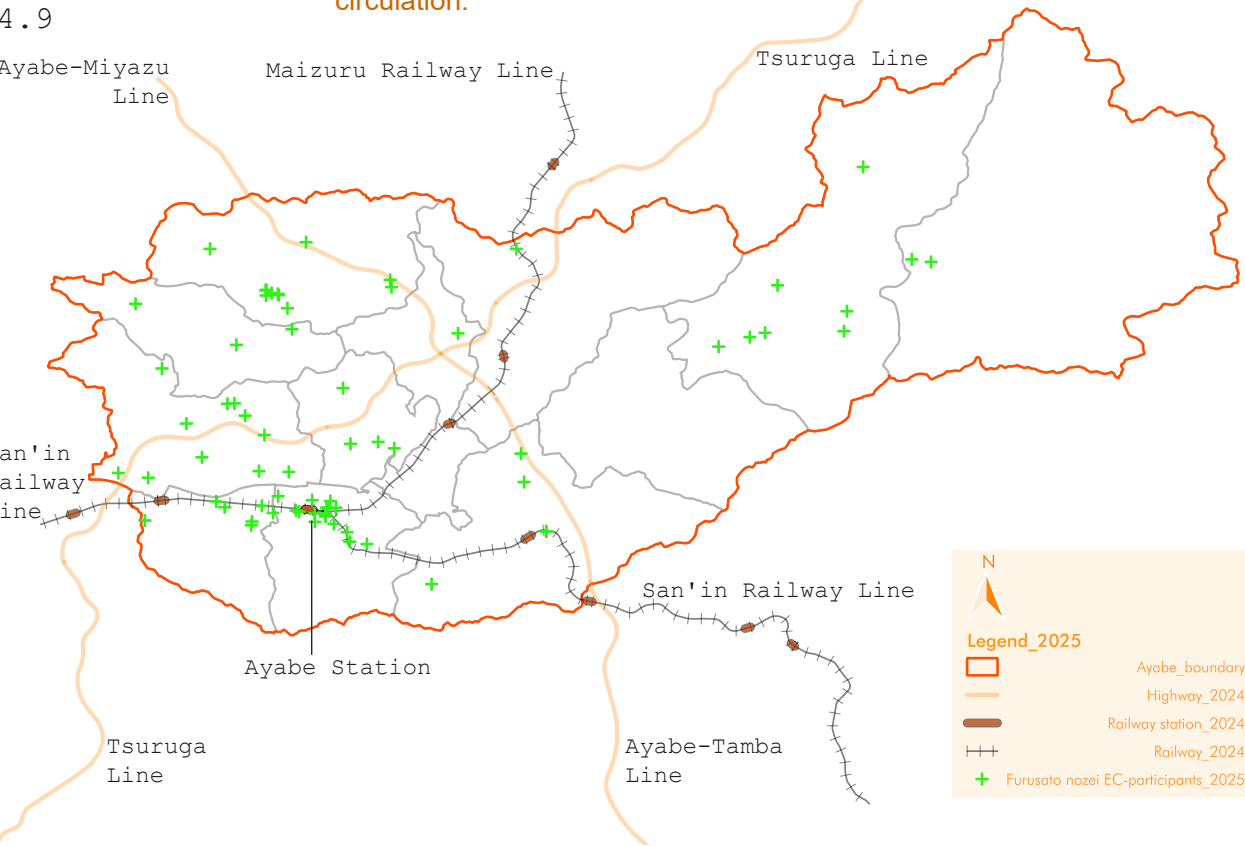 circulation.
4.9
Ayabe-Miyazu
Line
Maizuru Railway Line
Tsuruga Line
an'in
ailway
ine
San'in Railway Line
Ayabe Station
Tsuruga
Line
Ayabe-Tamba
Line
N
Legend_2025
Ayabe_boundary
Highway_2024
Railway station_2024
Railway_2024
Furusato nozei EC-participants_2025